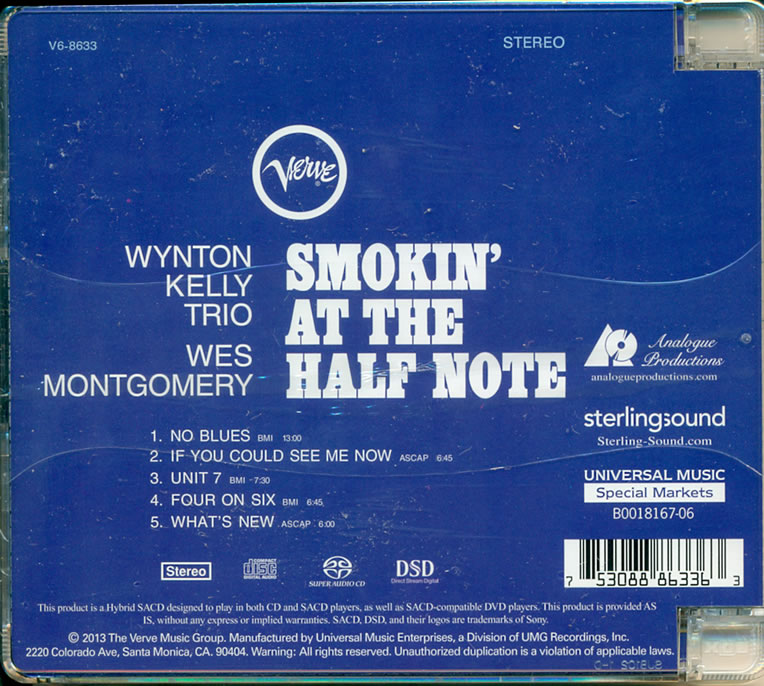 V6-8633
STEREO
Verve
WYNTON
KELLY
TRIO
WES
MONTGOMERY
SMOKIN'
AT THE
HALF NOTE
1. NO BLUES BMI 13:00
2. IF YOU COULD SEE ME NOW ASCAP 6:45
3. UNIT 7 BMI 7:30
4. FOUR ON SIX BMI 6:45
5. WHAT'S NEW ASCAP 6:00
Analogue
Productions
analogueproductions.com
sterlingsound
Sterling-Sound.com
UNIVERSAL MUSIC
Special Markets
B0018167-06
Stereo
COMPACT
disc
DIGITAL AUDIO
SUPER AUDIO CD
DSD
Direct Stream Digital
7 53088 86336 3
This product is a Hybrid SACD designed to play in both CD and SACD players, as well as SACD-compatible DVD players. This product is provided AS
IS, without any express or implied warranties. SACD, DSD, and their logos are trademarks of Sony.
© 2013 The Verve Music Group. Manufactured by Universal Music Enterprises, a Division of UMG Recordings, Inc.
2220 Colorado Ave, Santa Monica, CA. 90404. Warning: All rights reserved. Unauthorized duplication is a violation of applicable laws.